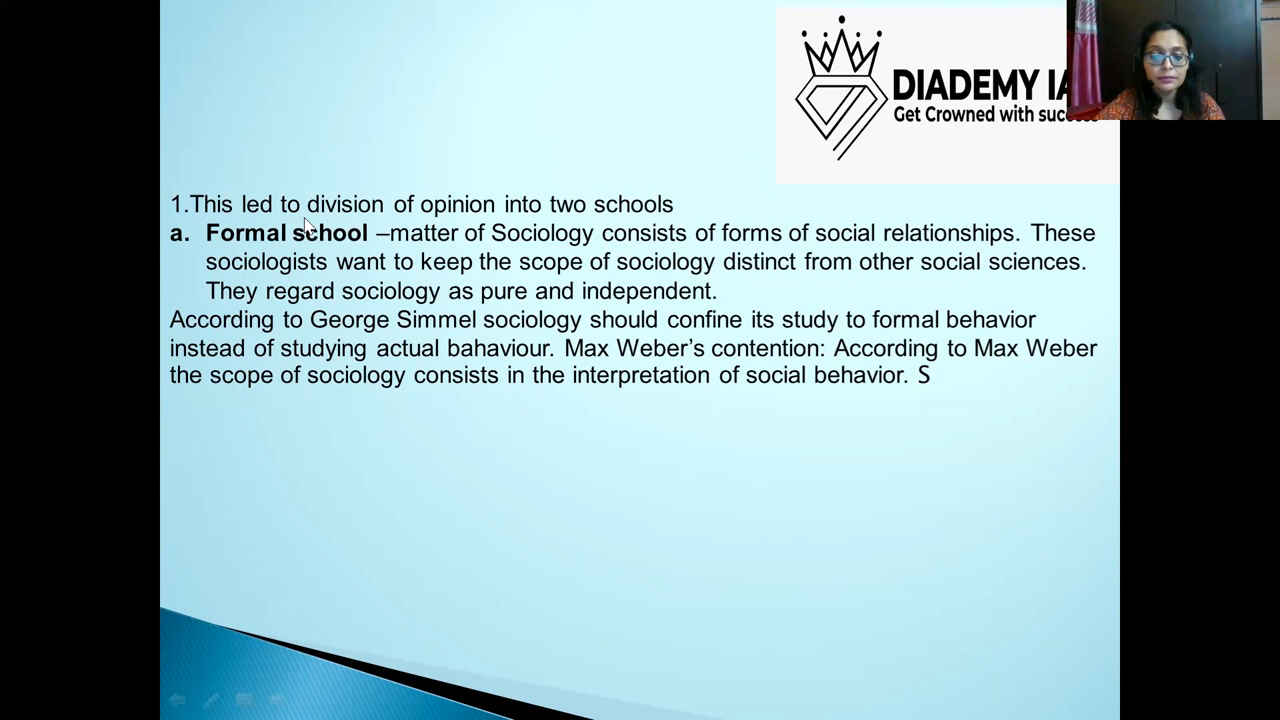 DIADEMY IA
Get Crowned with success
1.This led to division of opinion into two schools
a. Formal school –matter of Sociology consists of forms of social relationships. These
sociologists want to keep the scope of sociology distinct from other social sciences.
They regard sociology as pure and independent.
According to George Simmel sociology should confine its study to formal behavior
instead of studying actual bahaviour. Max Weber’s contention: According to Max Weber
the scope of sociology consists in the interpretation of social behavior. S